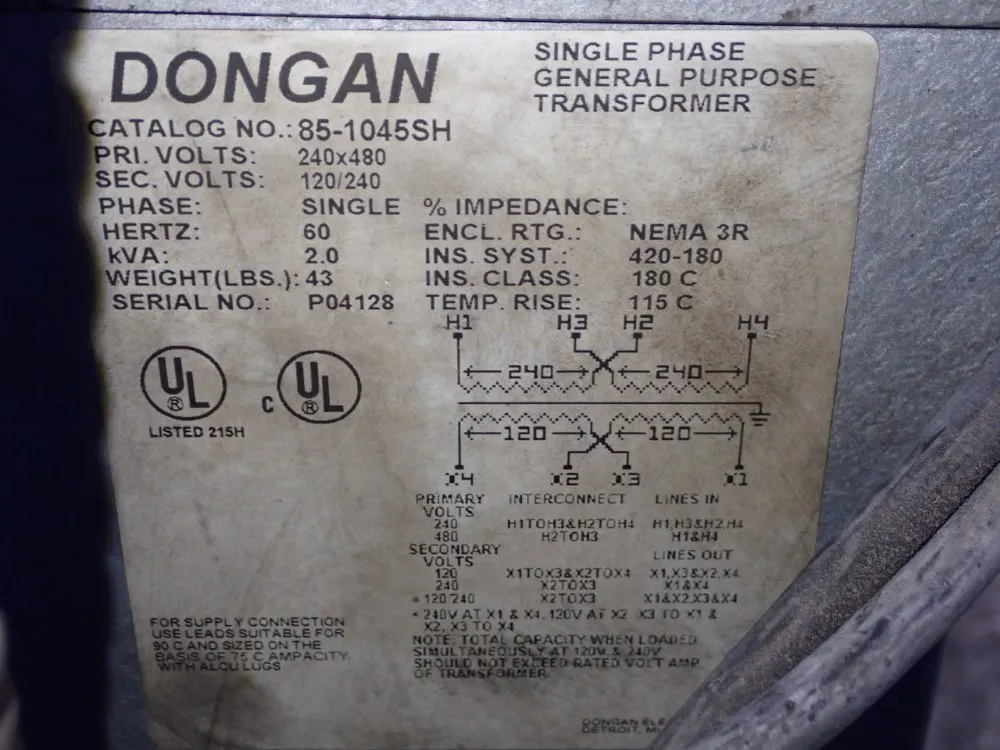 DONGAN
SINGLE PHASE
GENERAL PURPOSE
TRANSFORMER
CATALOG NO.: 85-1045SH
PRI. VOLTS: 240x480
SEC. VOLTS: 120/240
PHASE: SINGLE % IMPEDANCE:
HERTZ: 60 ENCL. RTG.: NEMA 3R
kVA: 2.0 INS. SYST.: 420-180
WEIGHT(LBS.): 43 INS. CLASS: 180 C
SERIAL NO.: P04128 TEMP. RISE: 115 C
H1 H3 H2 H4
240 240
120 120
X4 X2 X3 X1
UL ®
C UL ®
LISTED 215H
PRIMARY INTERCONNECT LINES IN
VOLTS
240 H1TOH3&H2TOH4 H1,H3&H2,H4
480 H2TOH3 H1&H4
SECONDARY LINES OUT
VOLTS
120 X1TOX3&X2TOX4 X1,X3&X2,X4
240 X2TOX3 X1&X4
* 120/240 X2TOX3 X1&X2,X3&X4
* 240V AT X1 & X4, 120V AT X2 X3 TO X1 &
X2, X3 TO X4
NOTE: TOTAL CAPACITY WHEN LOADED
SIMULTANEOUSLY AT 120V & 240V
SHOULD NOT EXCEED RATED VOLT AMP
OF TRANSFORMER
FOR SUPPLY CONNECTION
USE LEADS SUITABLE FOR
90 C AND SIZED ON THE
BASIS OF 75 C AMPACITY
WITH ALCU LUGS
DONGAN ELE
DETROIT, MI